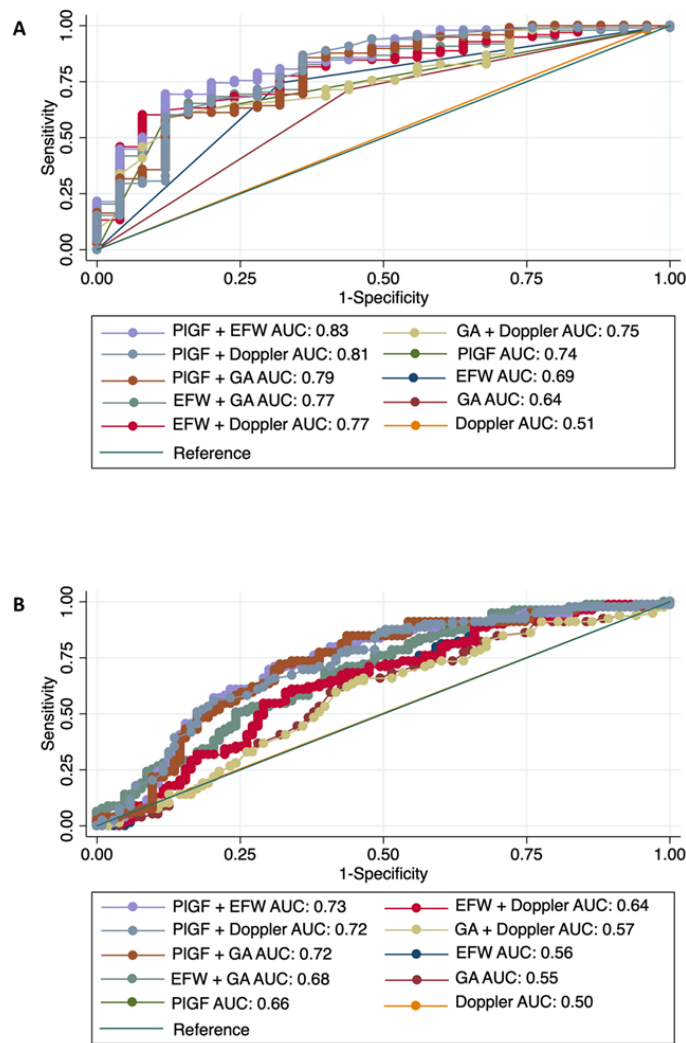 A
Sensitivity
1.00
0.75
0.50
0.25
0.00
0.00 0.25 0.50 0.75 1.00
1-Specificity
PlGF + EFW AUC: 0.83
PlGF + Doppler AUC: 0.81
PlGF + GA AUC: 0.79
EFW + GA AUC: 0.77
EFW + Doppler AUC: 0.77
Reference
GA + Doppler AUC: 0.75
PlGF AUC: 0.74
EFW AUC: 0.69
GA AUC: 0.64
Doppler AUC: 0.51
B
Sensitivity
1.00
0.75
0.50
0.25
0.00
0.00 0.25 0.50 0.75 1.00
1-Specificity
PlGF + EFW AUC: 0.73
PlGF + Doppler AUC: 0.72
PlGF + GA AUC: 0.72
EFW + GA AUC: 0.68
PlGF AUC: 0.66
Reference
EFW + Doppler AUC: 0.64
GA + Doppler AUC: 0.57
EFW AUC: 0.56
GA AUC: 0.55
Doppler AUC: 0.50